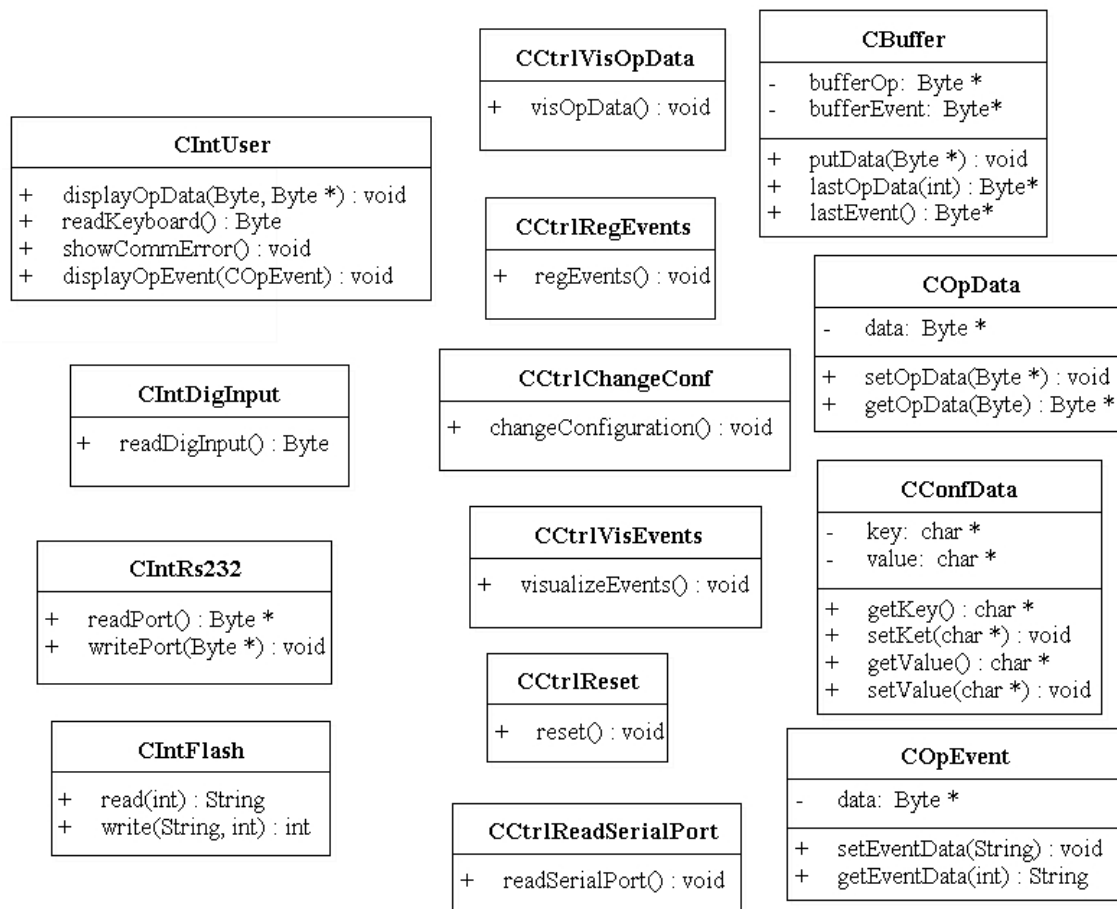 CIntUser
+ displayOpData(Byte, Byte *) : void
+ readKeyboard() : Byte
+ showCommError() : void
+ displayOpEvent(COpEvent) : void
CIntDigInput
+ readDigInput() : Byte
CIntRs232
+ readPort() : Byte *
+ writePort(Byte *) : void
CIntFlash
+ read(int) : String
+ write(String, int) : int
CCtrlVisOpData
+ visOpData() : void
CCtrlRegEvents
+ regEvents() : void
CCtrlChangeConf
+ changeConfiguration() : void
CCtrlVisEvents
+ visualizeEvents() : void
CCtrlReset
+ reset() : void
CCtrlReadSerialPort
+ readSerialPort() : void
CBuffer
- bufferOp: Byte *
- bufferEvent: Byte*
+ putData(Byte *) : void
+ lastOpData(int) : Byte*
+ lastEvent() : Byte*
COpData
- data: Byte *
+ setOpData(Byte *) : void
+ getOpData(Byte) : Byte *
CConfData
- key: char *
- value: char *
+ getKey() : char *
+ setKet(char *) : void
+ getValue() : char *
+ setValue(char *) : void
COpEvent
- data: Byte *
+ setEventData(String) : void
+ getEventData(int) : String